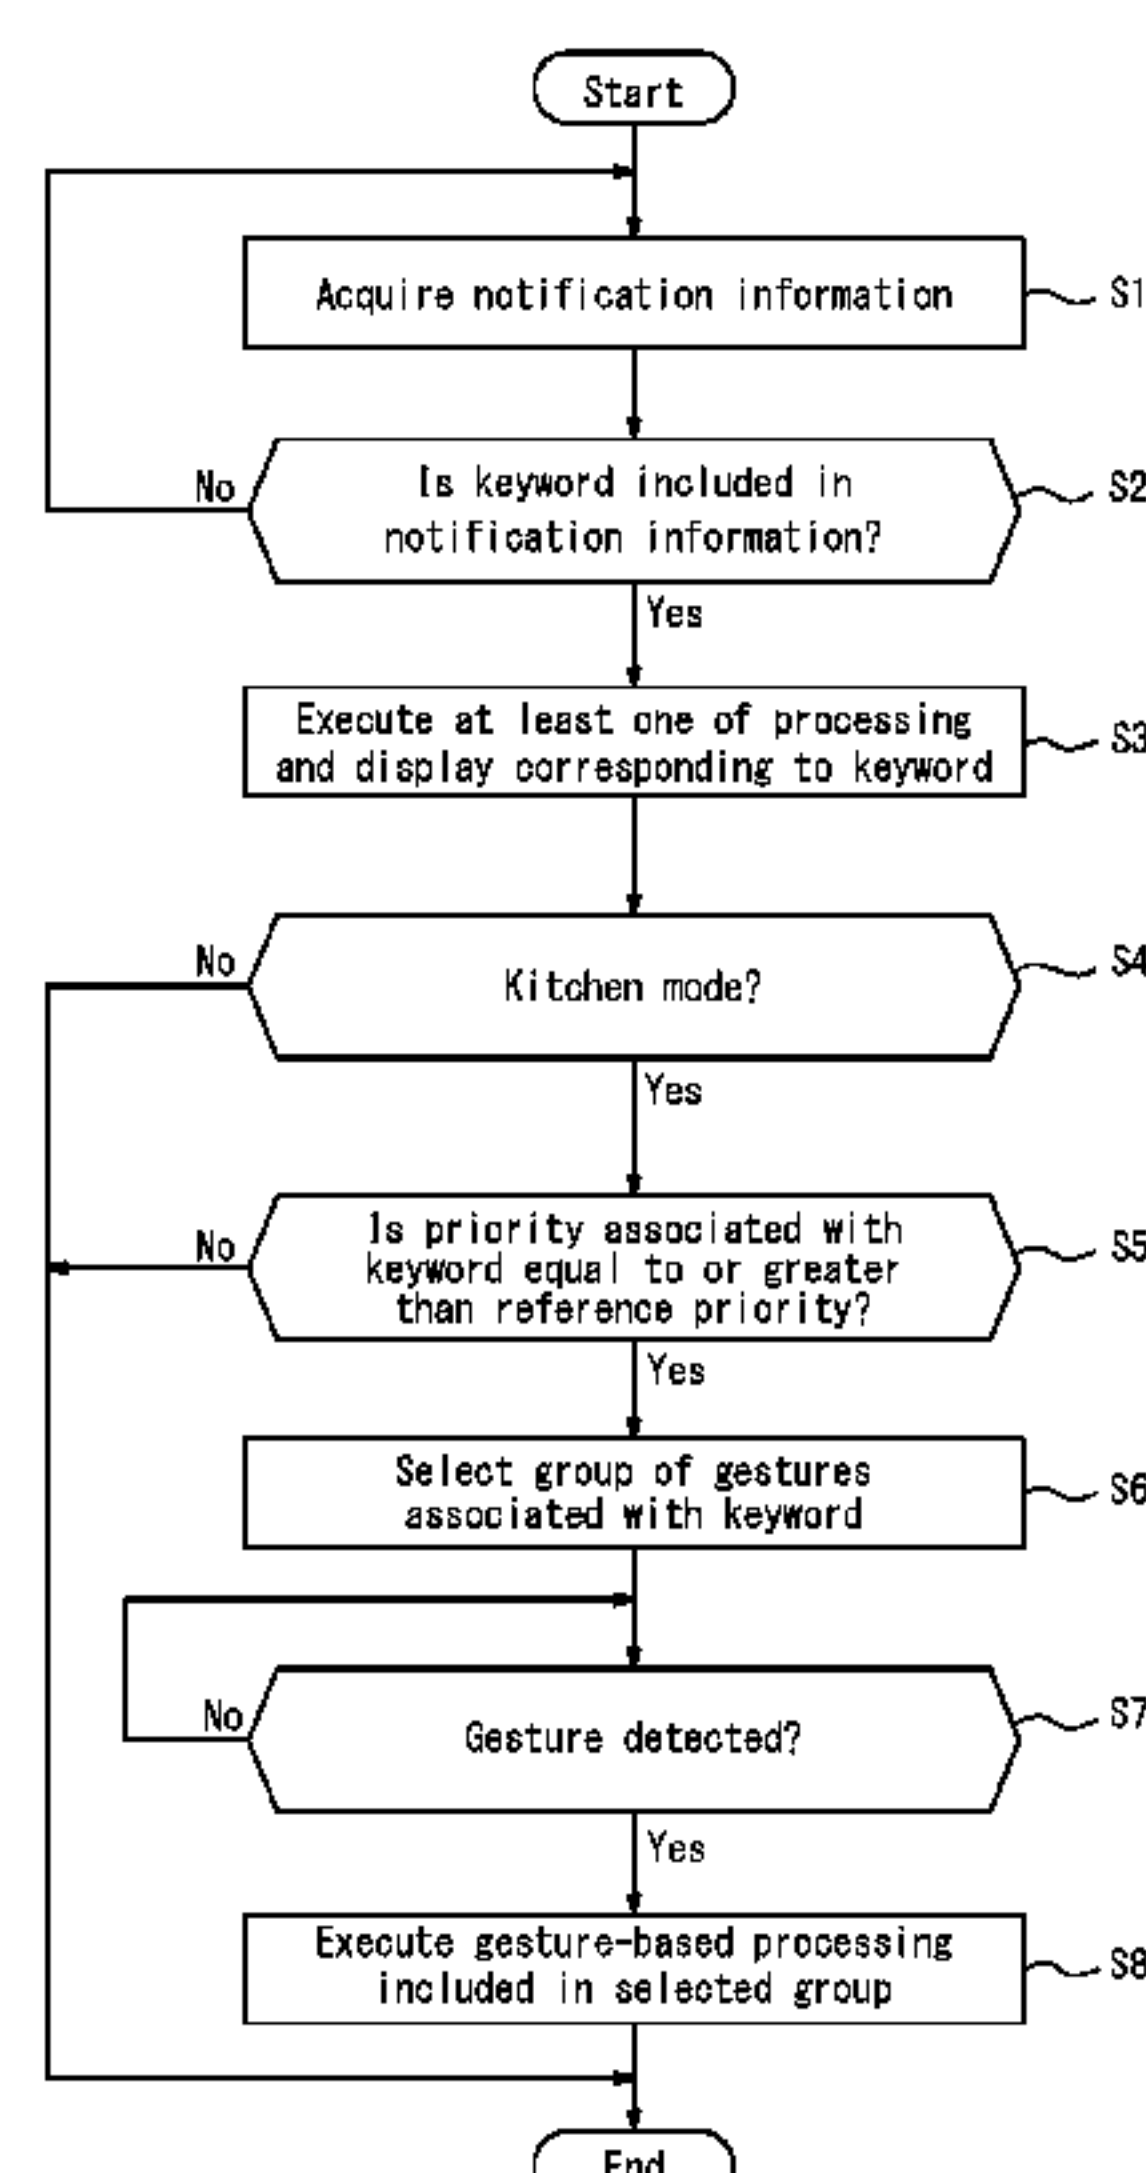 Start
Acquire notification information
S1
Is keyword included in
notification information?
S2
No
Yes
Execute at least one of processing
and display corresponding to keyword
S3
Kitchen mode?
S4
No
Yes
Is priority associated with
keyword equal to or greater
than reference priority?
S5
No
Yes
Select group of gestures
associated with keyword
S6
Gesture detected?
S7
No
Yes
Execute gesture-based processing
included in selected group
S8
End